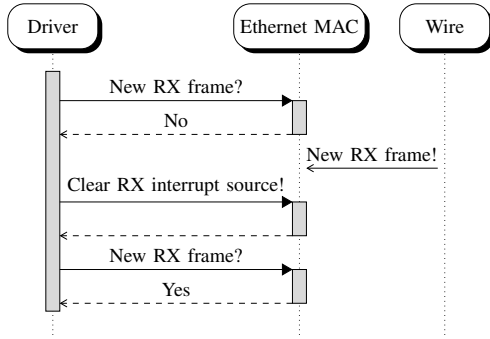 Driver
Ethernet MAC
Wire
New RX frame?
No
New RX frame!
Clear RX interrupt source!
New RX frame?
Yes